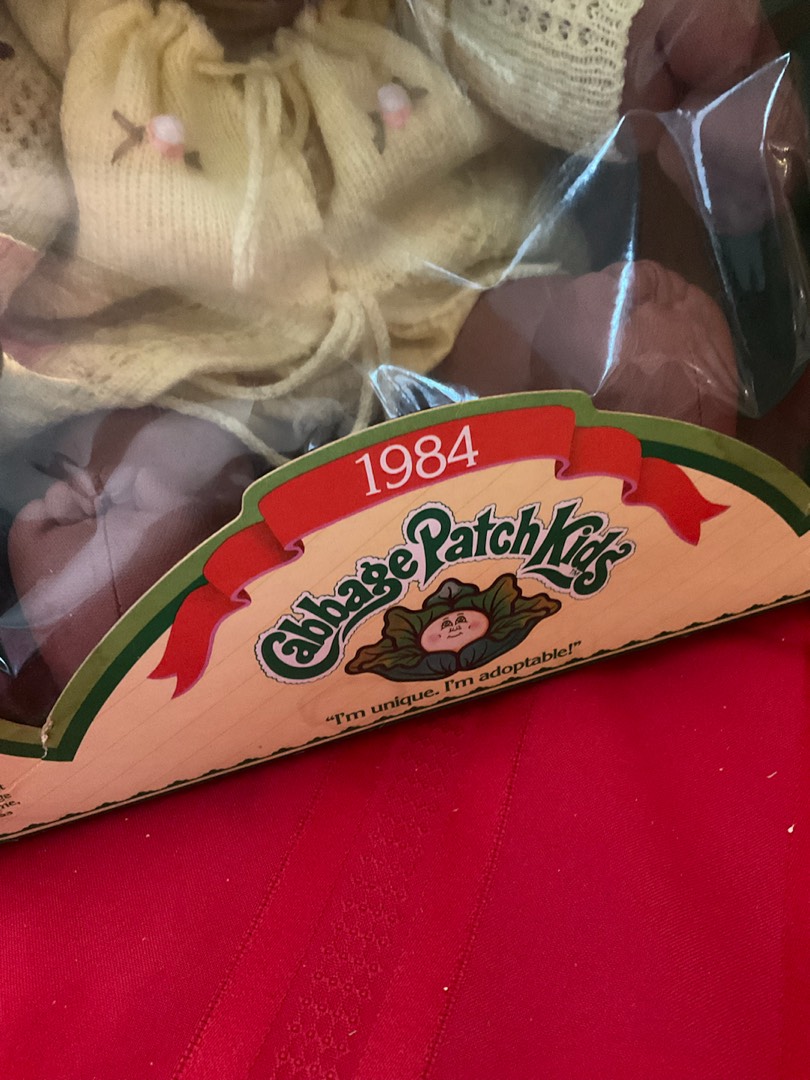 1984
Cabbage Patch Kids
"I'm unique. I'm adoptable!"